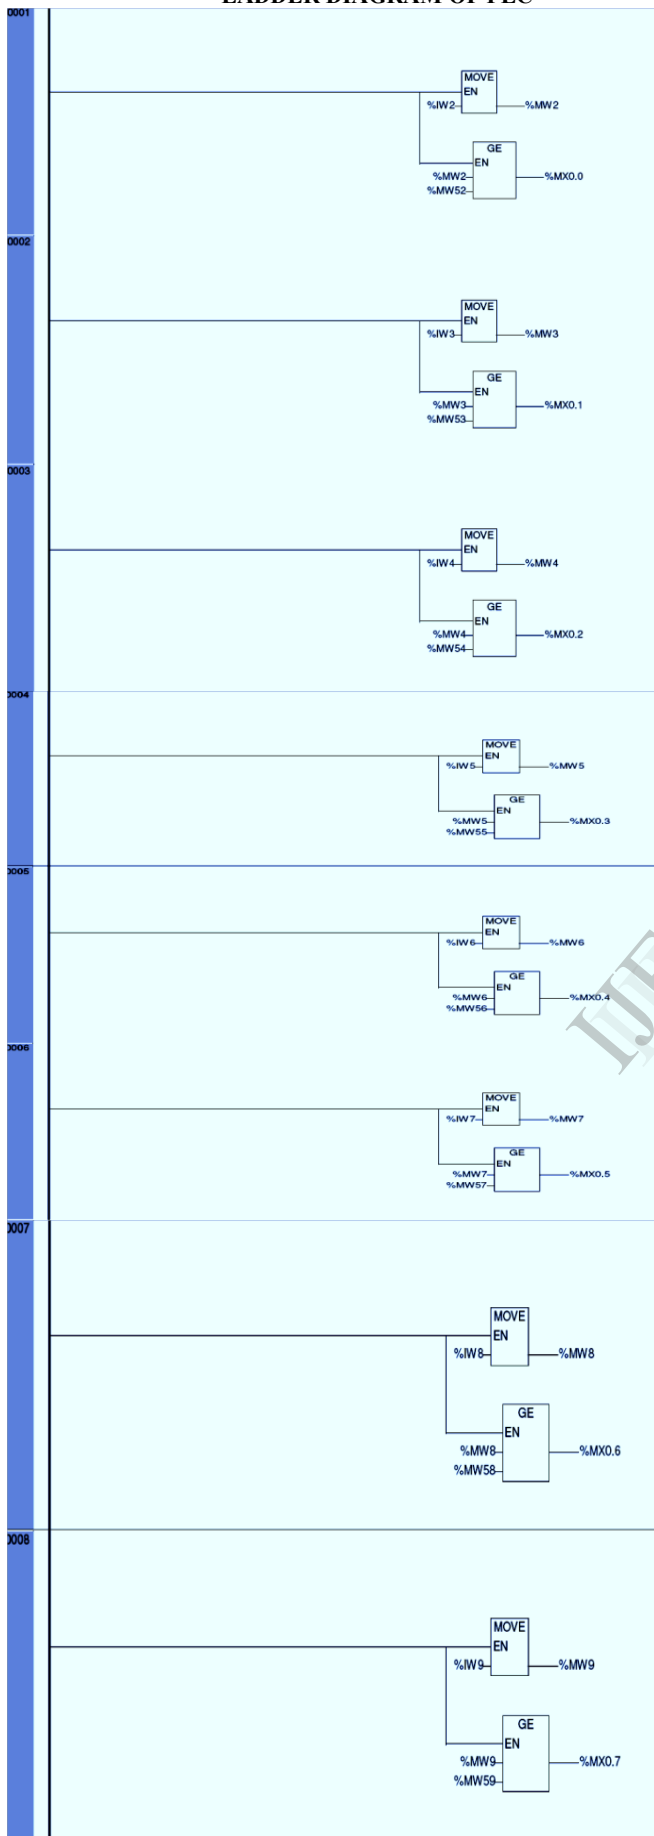 LADDER DIAGRAM OF PLC
0001
MOVE
EN
%IW2 %MW2
GE
EN
%MW2 %MX0.0
%MW52
0002
MOVE
EN
%IW3 %MW3
GE
EN
%MW3 %MX0.1
%MW53
0003
MOVE
EN
%IW4 %MW4
GE
EN
%MW4 %MX0.2
%MW54
0004
MOVE
EN
%IW5 %MW5
GE
EN
%MW5 %MX0.3
%MW55
0005
MOVE
EN
%IW6 %MW6
GE
EN
%MW6 %MX0.4
%MW56
0006
MOVE
EN
%IW7 %MW7
GE
EN
%MW7 %MX0.5
%MW57
0007
MOVE
EN
%IW8 %MW8
GE
EN
%MW8 %MX0.6
%MW58
0008
MOVE
EN
%IW9 %MW9
GE
EN
%MW9 %MX0.7
%MW59